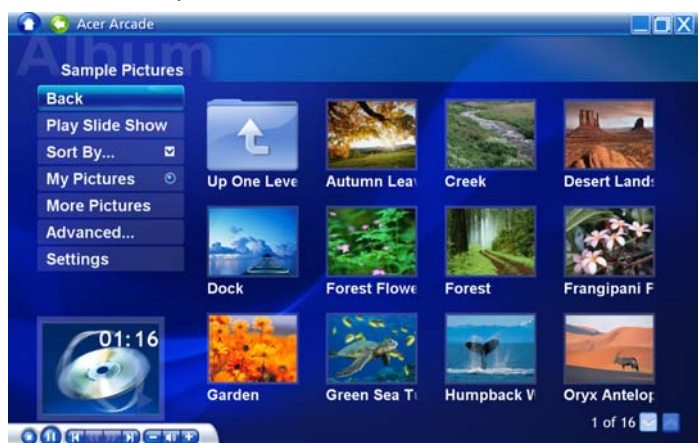 Acer Arcade
Album
Sample Pictures
Back
Play Slide Show
Sort By...
My Pictures
More Pictures
Advanced...
Settings
Up One Leve
Autumn Lea
Creek
Desert Lands
Dock
Forest Flowe
Forest
Frangipani F
Garden
Green Sea T
Humpback W
Oryx Antelop
01:16
1 of 16